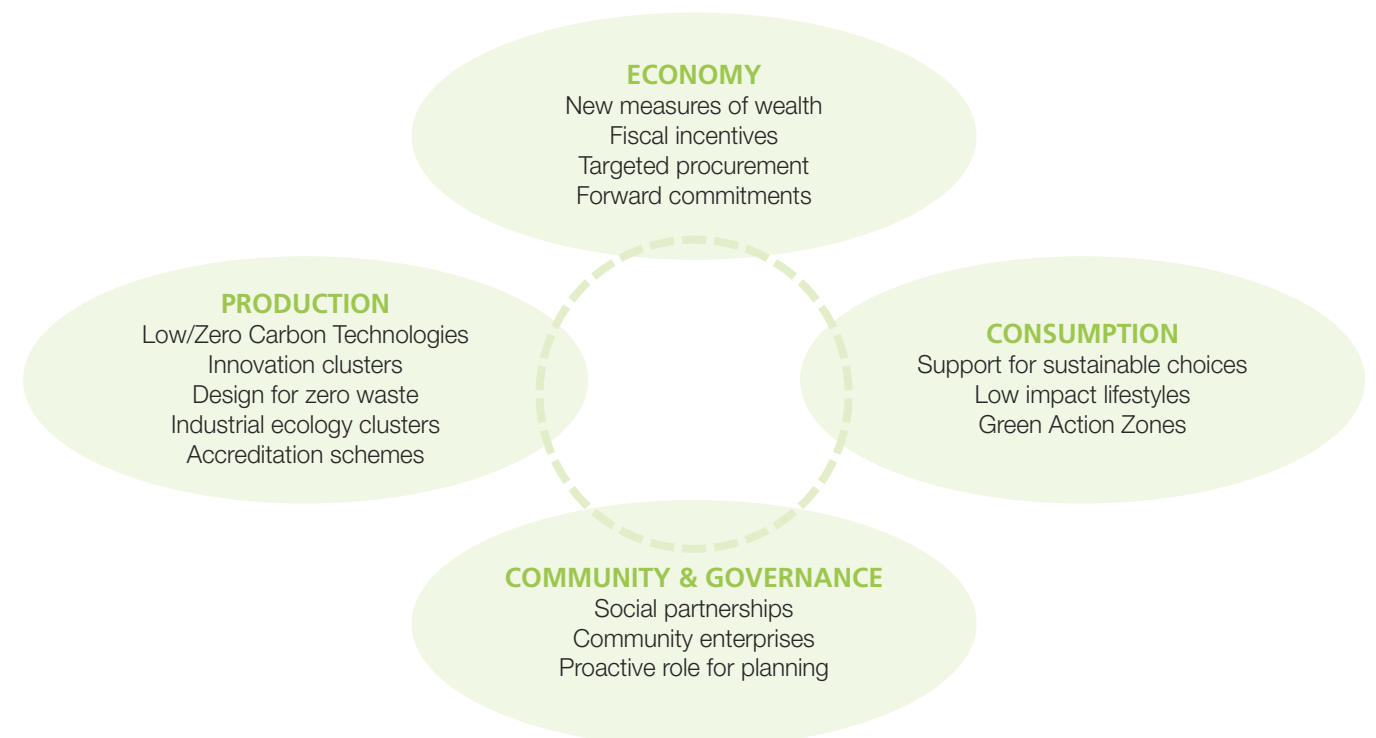 ECONOMY
New measures of wealth
Fiscal incentives
Targeted procurement
Forward commitments
PRODUCTION
Low/Zero Carbon Technologies
Innovation clusters
Design for zero waste
Industrial ecology clusters
Accreditation schemes
CONSUMPTION
Support for sustainable choices
Low impact lifestyles
Green Action Zones
COMMUNITY & GOVERNANCE
Social partnerships
Community enterprises
Proactive role for planning